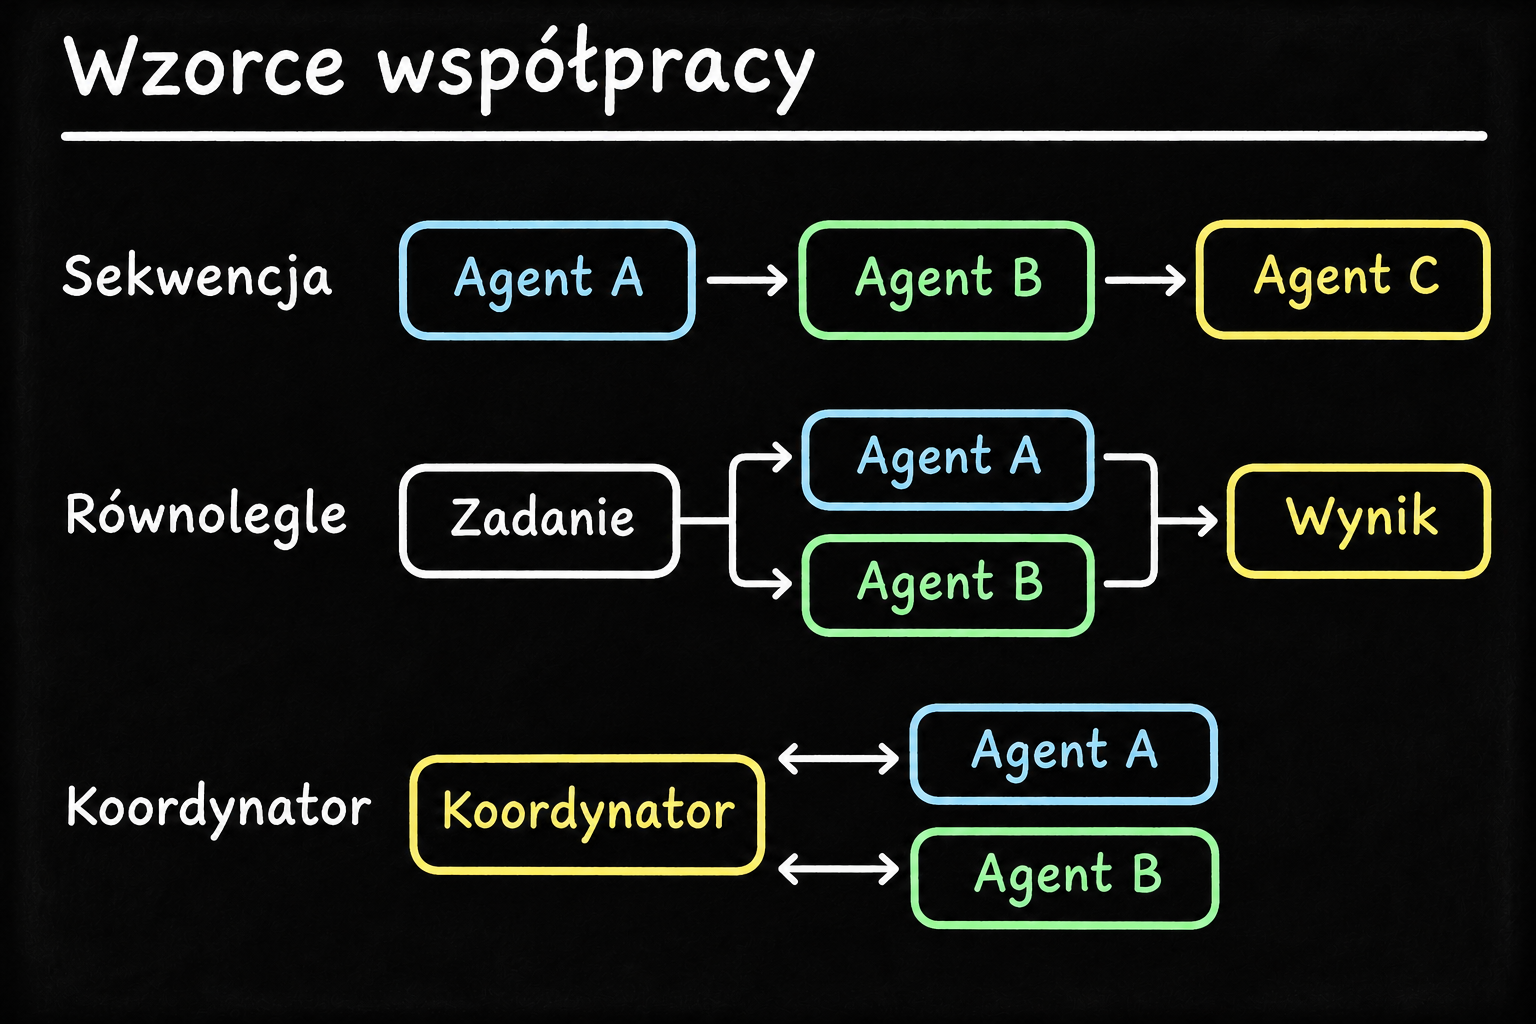 Wzorce współpracy
Sekwencja
Agent A
Agent B
Agent C
Równolegle
Zadanie
Agent A
Agent B
Wynik
Koordynator
Koordynator
Agent A
Agent B